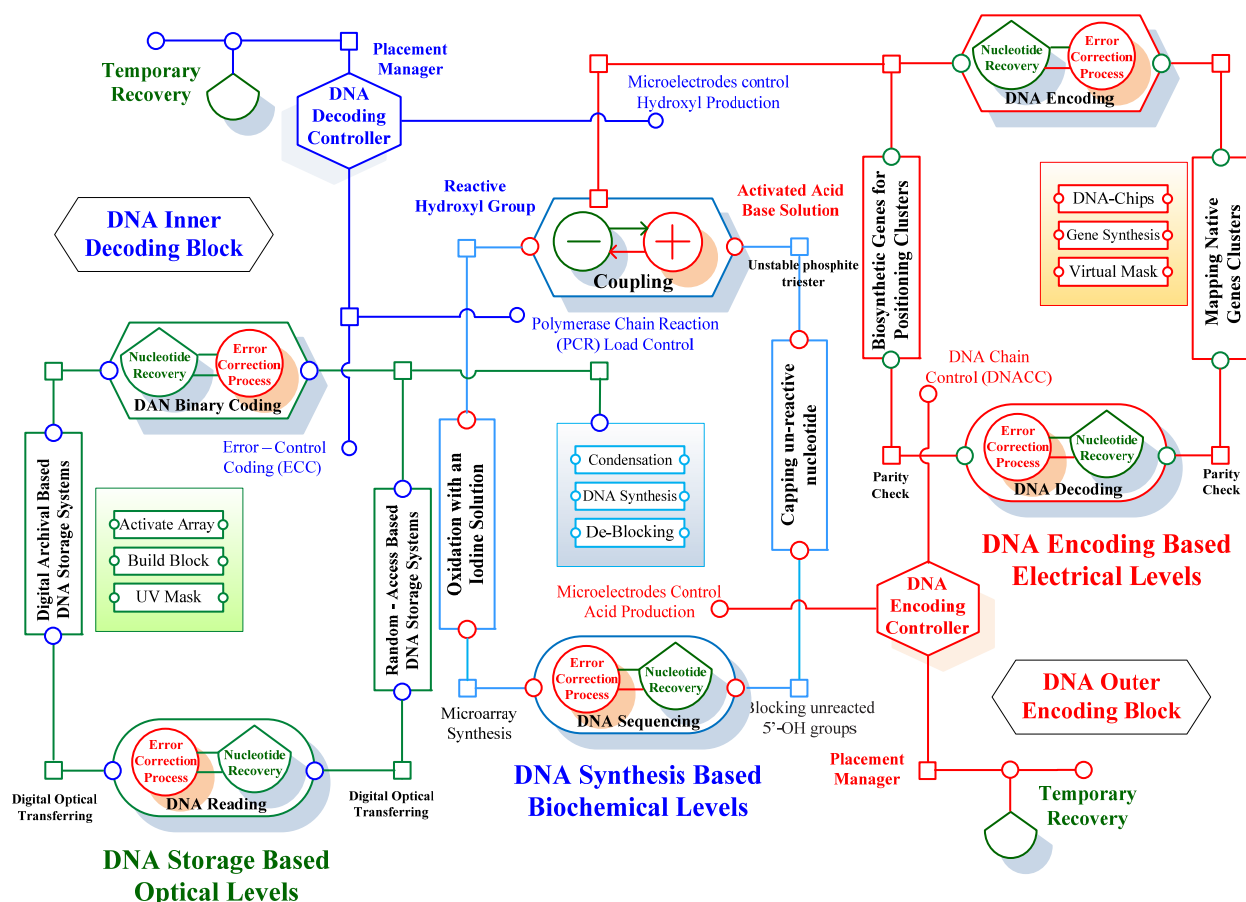 Temporary
Recovery
Placement
Manager
DNA
Decoding
Controller
Microelectrodes control
Hydroxyl Production
Nucleotide
Recovery
Error
Correction
Process
DNA Encoding
DNA Inner
Decoding Block
Reactive
Hydroxyl Group
Activated Acid
Base Solution
Coupling
Unstable phosphite
triester
Biosynthetic Genes for
Positioning Clusters
DNA-Chips
Gene Synthesis
Virtual Mask
Mapping Native
Genes Clusters
Polymerase Chain Reaction
(PCR) Load Control
Nucleotide
Recovery
Error
Correction
Process
DAN Binary Coding
Error – Control
Coding (ECC)
DNA Chain
Control (DNACC)
Digital Archival Based
DNA Storage Systems
Activate Array
Build Block
UV Mask
Random - Access Based
DNA Storage Systems
Oxidation with an
Iodine Solution
Condensation
DNA Synthesis
De-Blocking
Capping un-reactive
nucleotide
Parity
Check
Error
Correction
Process
Nucleotide
Recovery
DNA Decoding
Parity
Check
DNA Encoding Based
Electrical Levels
Microelectrodes Control
Acid Production
DNA
Encoding
Controller
Error
Correction
Process
Nucleotide
Recovery
DNA Sequencing
Microarray
Synthesis
Blocking unreacted
5’-OH groups
DNA Outer
Encoding Block
DNA Synthesis Based
Biochemical Levels
Placement
Manager
Temporary
Recovery
Error
Correction
Process
Nucleotide
Recovery
DNA Reading
Digital Optical
Transferring
Digital Optical
Transferring
DNA Storage Based
Optical Levels